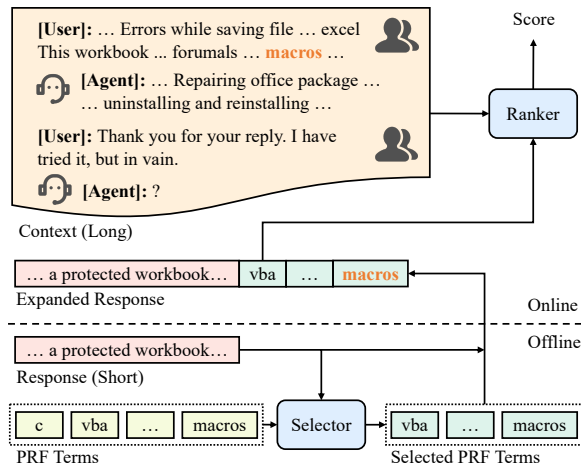 [User]: … Errors while saving file … excel
This workbook ... forumals … macros …
[Agent]: … Repairing office package …
… uninstalling and reinstalling …
[User]: Thank you for your reply. I have
tried it, but in vain.
[Agent]: ?
Context (Long)
Score
Ranker
… a protected workbook… vba … macros
Expanded Response
Online
Offline
… a protected workbook…
Response (Short)
c vba … macros
PRF Terms
Selector
vba … macros
Selected PRF Terms